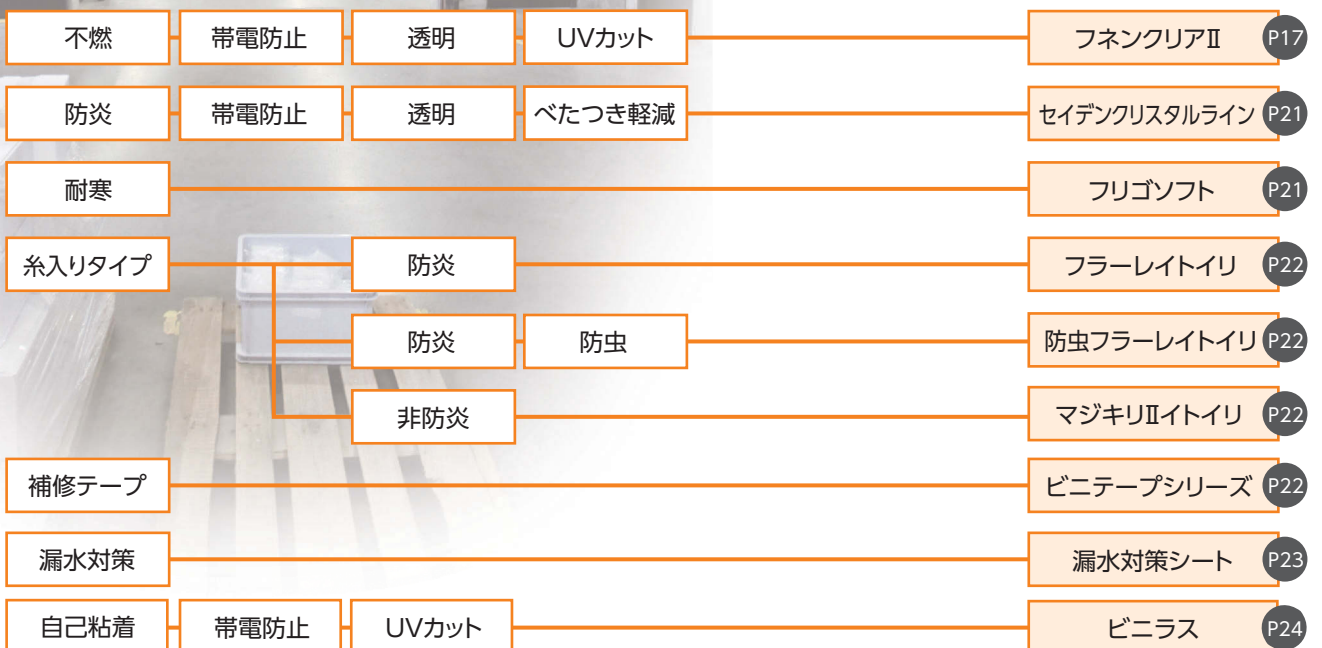 不燃 帯電防止 透明 UVカット フネンクリアⅡ P17
防炎 帯電防止 透明 べたつき軽減 セイデンクリスタルライン P21
耐寒 フリゴソフト P21
糸入りタイプ 防炎 フラーレイトイリ P22
防炎 防虫 防虫フラーレイトイリ P22
非防炎 マジキリⅡイトイリ P22
補修テープ ビニテープシリーズ P22
漏水対策 漏水対策シート P23
自己粘着 帯電防止 UVカット ビニラス P24